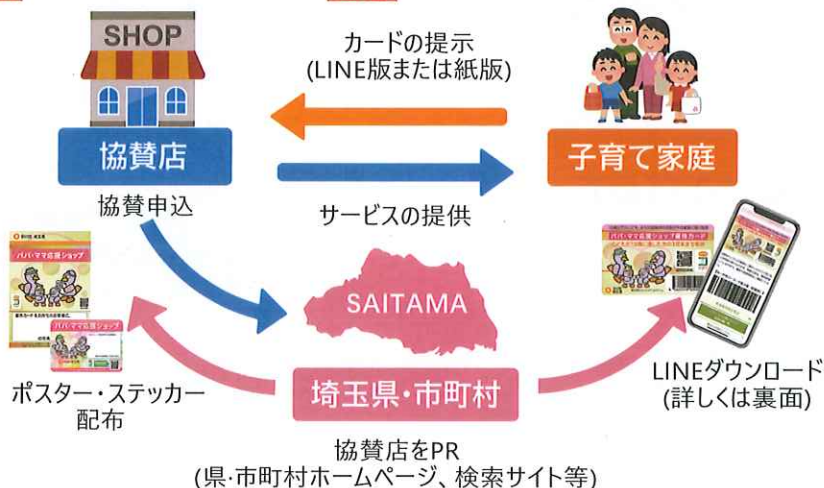 SHOP
カードの提示
(LINE版または紙版)
協賛店
子育て家庭
協賛申込
サービスの提供
パパ・ママ応援ショップ
パパ・ママ応援ショップ
パパ・ママ応援ショップ優待カード
SAITAMA
ポスター・ステッカー
配布
埼玉県・市町村
LINEダウンロード
(詳しくは裏面)
協賛店をPR
(県・市町村ホームページ、検索サイト等)